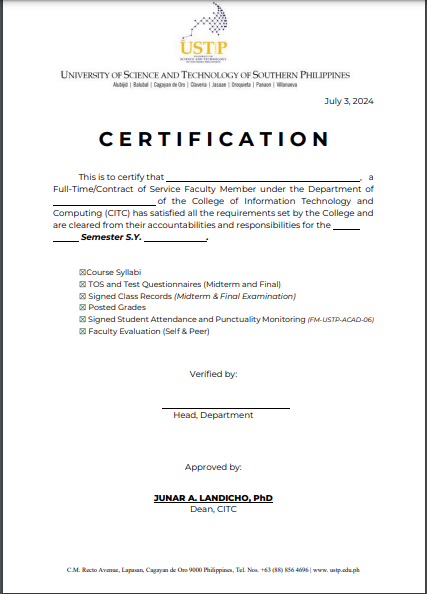 USTP
UNIVERSITY OF SCIENCE AND TECHNOLOGY OF SOUTHERN PHILIPPINES
Alubijid | Balubal | Cagayan de Oro | Claveria | Jasaan | Oroquieta | Panaon | Villanueva
July 3, 2024
CERTIFICATION
This is to certify that ______________________, a
Full-Time/Contract of Service Faculty Member under the Department of
______________ of the College of Information Technology and
Computing (CITC) has satisfied all the requirements set by the College and
are cleared from their accountabilities and responsibilities for the _____
_____ Semester S.Y. ____________.
☒Course Syllabi
☒ TOS and Test Questionnaires (Midterm and Final)
☒ Signed Class Records (Midterm & Final Examination)
☒ Posted Grades
☒ Signed Student Attendance and Punctuality Monitoring (FM-USTP-ACAD-06)
☒ Faculty Evaluation (Self & Peer)
Verified by:
Head, Department
Approved by:
JUNAR A. LANDICHO, PhD
Dean, CITC
C.M. Recto Avenue, Lapasan, Cagayan de Oro 9000 Philippines, Tel. Nos. +63 (88) 856 4696 | www. ustp.edu.ph